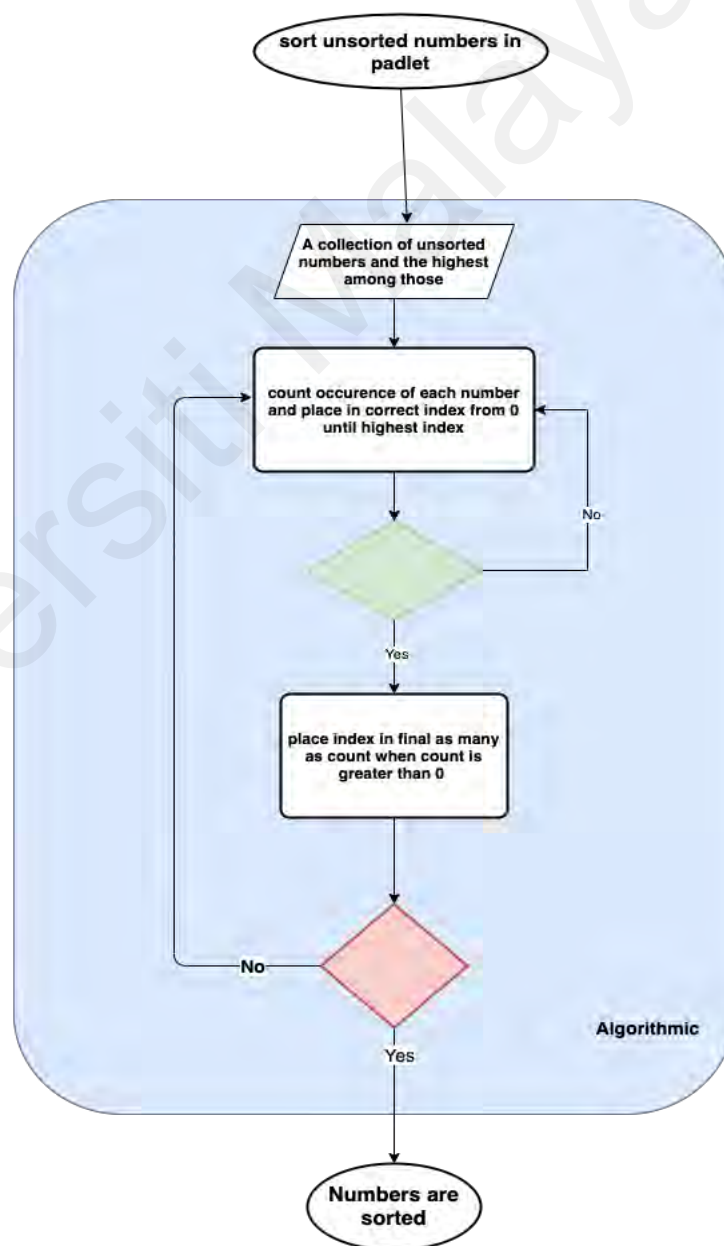 sort unsorted numbers in
padlet
A collection of unsorted
numbers and the highest
among those
count occurence of each number
and place in correct index from 0
until highest index
No
Yes
place index in final as many
as count when count is
greater than 0
No
Algorithmic
Yes
Numbers are
sorted
ersiti Malaya